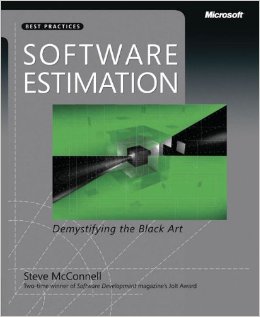 BEST PRACTICES
Microsoft
SOFTWARE
ESTIMATION
Demystifying the Black Art
Steve McConnell
Two-time winner of Software Development magazine's Jolt Award